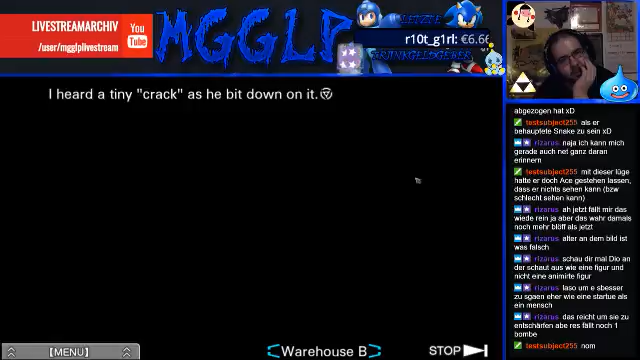 LIVESTREAMARCHIV
/user/mgglplivestream
You
Tube
MGGLP
LETZTE
r10t_g1rl: €6.66
TRINKGELDGEBER
I heard a tiny "crack" as he bit down on it.
abgezogen hat xD
testsubject255: als er
behauptete Snake zu sein xD
rizarus: naja ich kann mich
gerade auch net ganz daran
erinnern
testsubject255: mit dieser lüge
hatte er doch Ace gestehen lassen,
dass er nichts sehen kann (bzw
schlecht sehen kann)
rizarus: ah jetzt fällt mir das
wiede rein ja aber das wahr damals
noch mehr blöff als jetzt
rizarus: alter an dem bild ist was
falsch
rizarus: schau dir mal Dio an
der schaut aus wie eine figur und
nicht eine animirte figur
rizarus: laso um e sbesser
zu sgaen eher wie eine startue als
ein mensch
rizarus: das reicht um sie zu
entschärfen abe res fällt noch 1
bombe
testsubject255: nom
[MENU]
Warehouse B
STOP